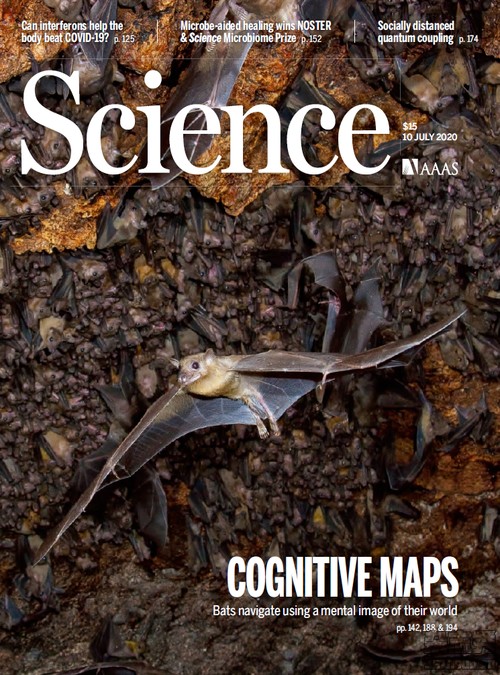 Can interferons help the
body beat COVID-19? p. 125
Microbe-aided healing wins NOSTER
& Science Microbiome Prize p. 152
Socially distanced
quantum coupling p. 174
Science
$15
10 JULY 2020
AAAS
COGNITIVE MAPS
Bats navigate using a mental image of their world
pp. 142, 188, & 194